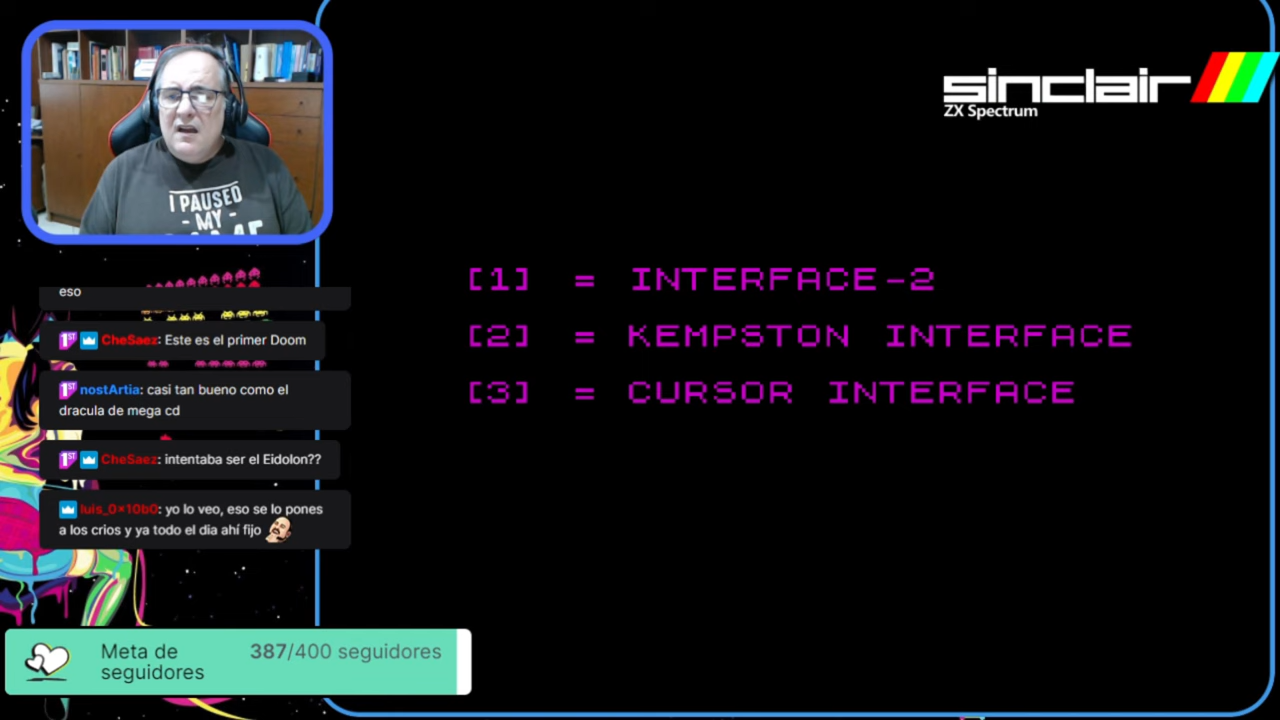 sinclair
ZX Spectrum
I PAUSED
- MY -
[1] = INTERFACE-2
[2] = KEMPSTON INTERFACE
[3] = CURSOR INTERFACE
eso
1ST CheSaez: Este es el primer Doom
1ST nostArtia: casi tan bueno como el
dracula de mega cd
1ST CheSaez: intentaba ser el Eidolon??
luis_0x10b0: yo lo veo, eso se lo pones
a los crios y ya todo el dia ahí fijo
Meta de
seguidores
387/400 seguidores